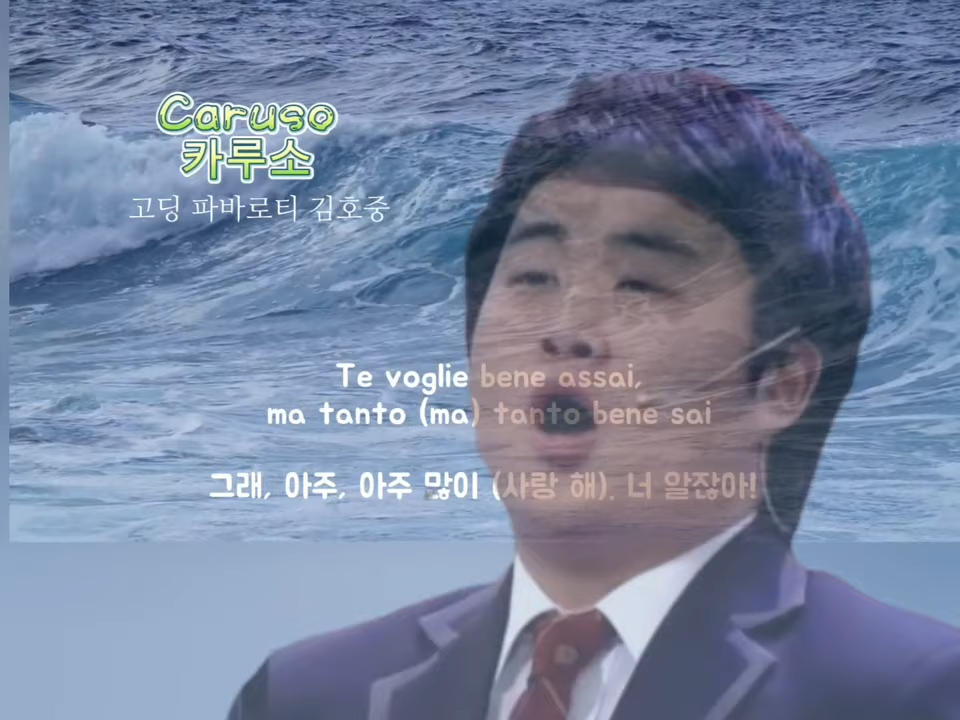 Caruso
카루소
고딩 파바로티 김호중
Te voglie bene assai,
ma tanto (ma) tanto bene sai
그래, 아주, 아주 많이 (사랑 해). 너 알잖아!